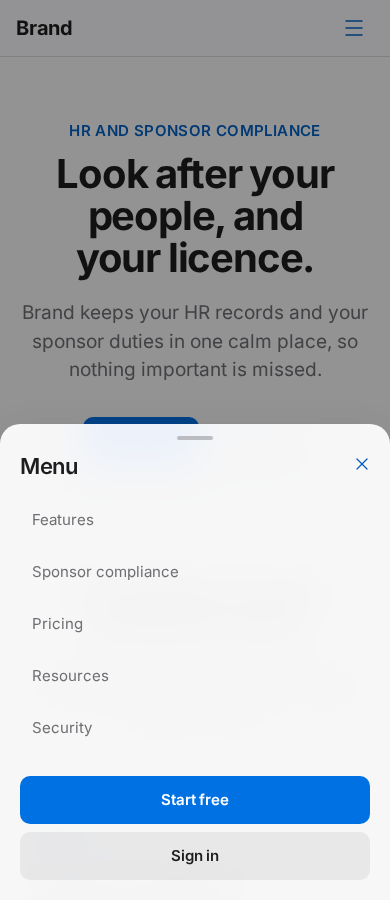 Brand
HR AND SPONSOR COMPLIANCE
Look after your
people, and
your licence.
Brand keeps your HR records and your
sponsor duties in one calm place, so
nothing important is missed.
Menu
Features
Sponsor compliance
Pricing
Resources
Security
Start free
Sign in